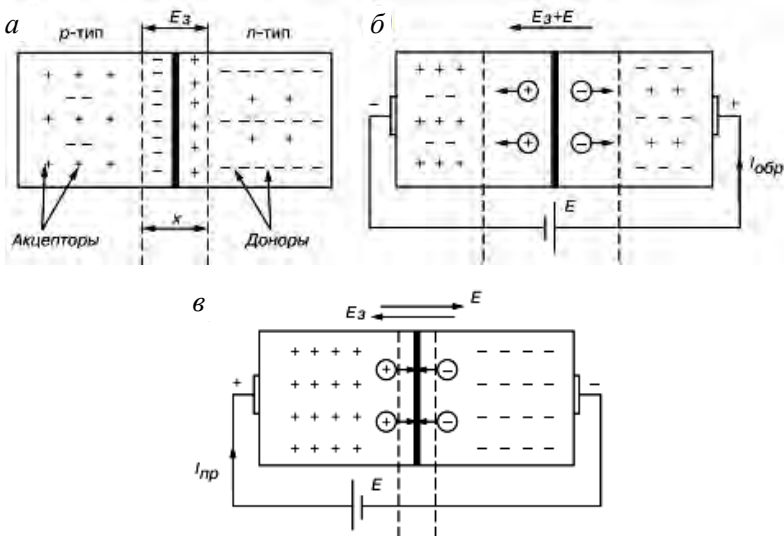 а
Eз
р-тип
n-тип
Акцепторы
x
Доноры
б
Eз+E
–
+
Iобр
E
в
E
Eз
+
–
Iпр
E